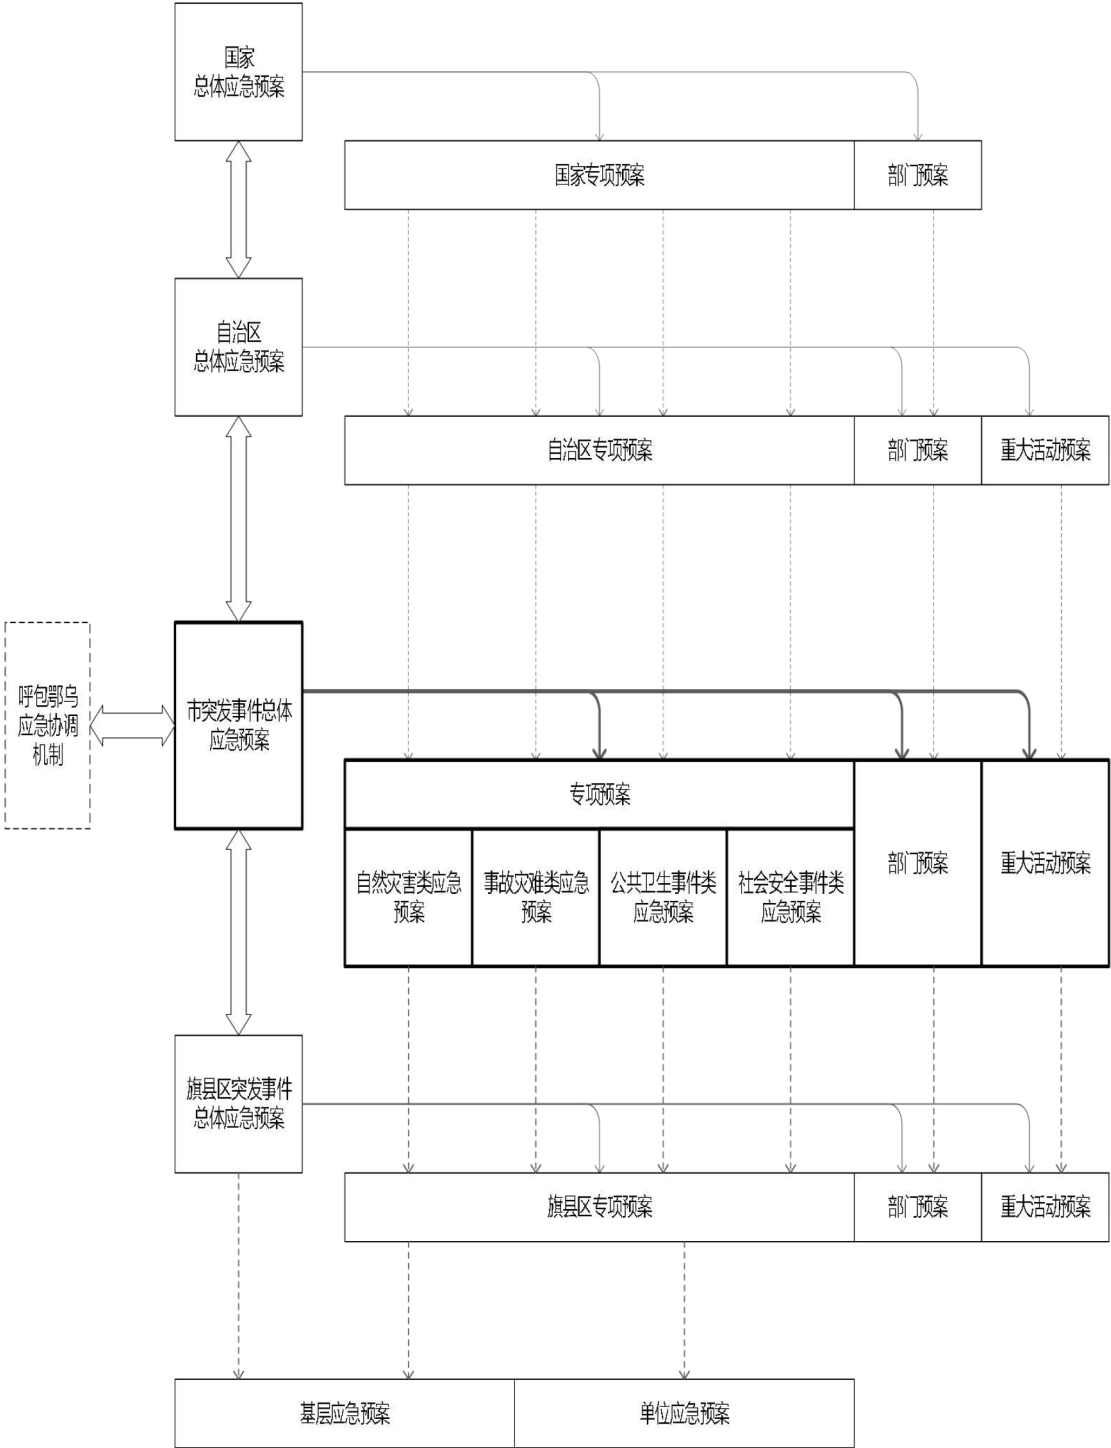 国家
总体应急预案
国家专项预案
部门预案
自治区
总体应急预案
自治区专项预案
部门预案
重大活动预案
呼包鄂乌
应急协调
机制
市突发事件总体
应急预案
专项预案
自然灾害类应急
预案
事故灾难类应急
预案
公共卫生事件类
应急预案
社会安全事件类
应急预案
部门预案
重大活动预案
旗县区突发事件
总体应急预案
旗县区专项预案
部门预案
重大活动预案
基层应急预案
单位应急预案